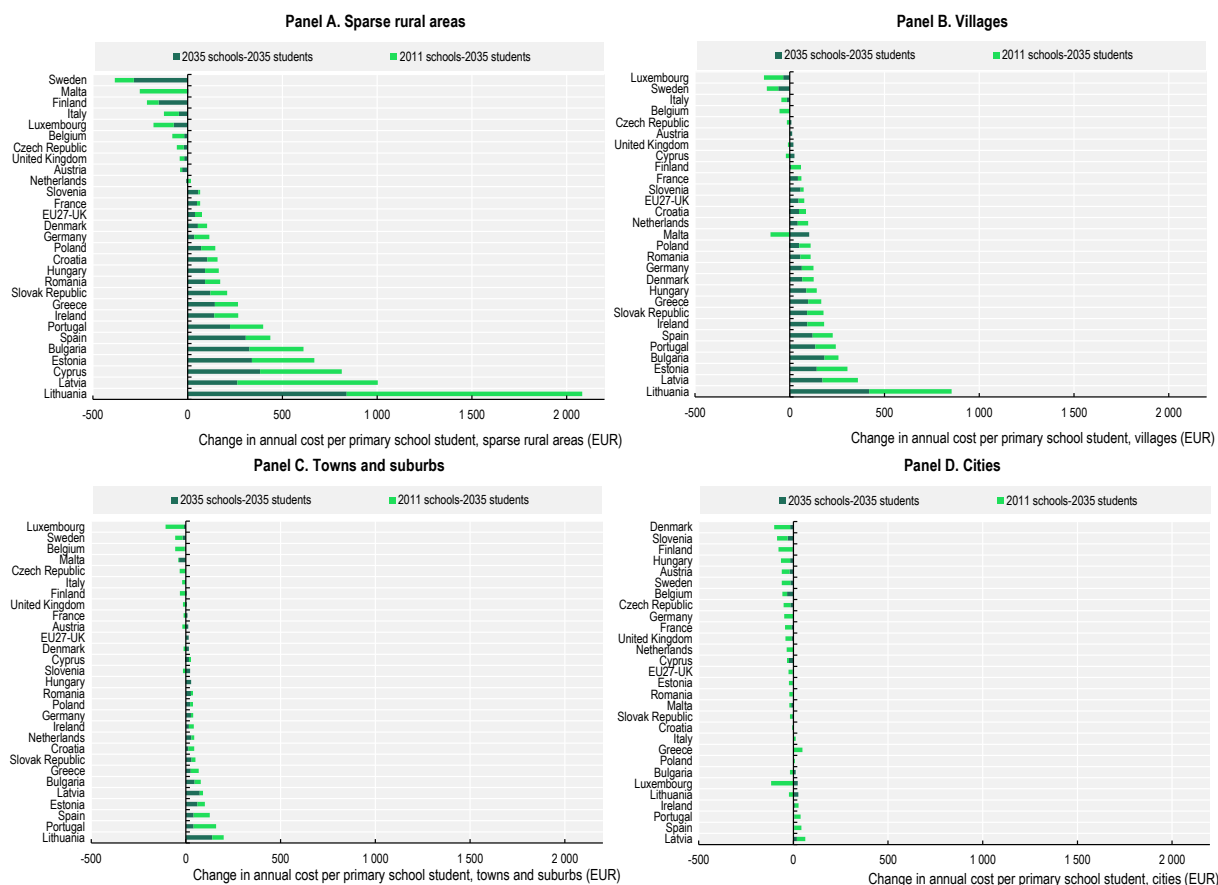 Panel A. Sparse rural areas
2035 schools-2035 students 2011 schools-2035 students
Sweden
Malta
Finland
Italy
Luxembourg
Belgium
Czech Republic
United Kingdom
Austria
Netherlands
Slovenia
France
EU27-UK
Denmark
Germany
Poland
Croatia
Hungary
Romania
Slovak Republic
Greece
Ireland
Portugal
Spain
Bulgaria
Estonia
Cyprus
Latvia
Lithuania
-500 0 500 1 000 1 500 2 000
Change in annual cost per primary school student, sparse rural areas (EUR)
Panel B. Villages
2035 schools-2035 students 2011 schools-2035 students
Luxembourg
Sweden
Italy
Belgium
Czech Republic
Austria
United Kingdom
Cyprus
Finland
France
Slovenia
EU27-UK
Croatia
Netherlands
Malta
Poland
Romania
Germany
Denmark
Hungary
Greece
Slovak Republic
Ireland
Spain
Portugal
Bulgaria
Estonia
Latvia
Lithuania
-500 0 500 1 000 1 500 2 000
Change in annual cost per primary school student, villages (EUR)
Panel C. Towns and suburbs
2035 schools-2035 students 2011 schools-2035 students
Luxembourg
Sweden
Belgium
Malta
Czech Republic
Italy
Finland
United Kingdom
France
Austria
EU27-UK
Denmark
Cyprus
Slovenia
Hungary
Romania
Poland
Germany
Ireland
Netherlands
Croatia
Slovak Republic
Greece
Bulgaria
Latvia
Estonia
Spain
Portugal
Lithuania
-500 0 500 1 000 1 500 2 000
Change in annual cost per primary school student, towns and suburbs (EUR)
Panel D. Cities
2035 schools-2035 students 2011 schools-2035 students
Denmark
Slovenia
Finland
Hungary
Austria
Sweden
Belgium
Czech Republic
Germany
France
United Kingdom
Netherlands
Cyprus
EU27-UK
Estonia
Romania
Malta
Slovak Republic
Croatia
Italy
Greece
Poland
Bulgaria
Luxembourg
Lithuania
Ireland
Portugal
Spain
Latvia
-500 0 500 1 000 1 500 2 000
Change in annual cost per primary school student, cities (EUR)